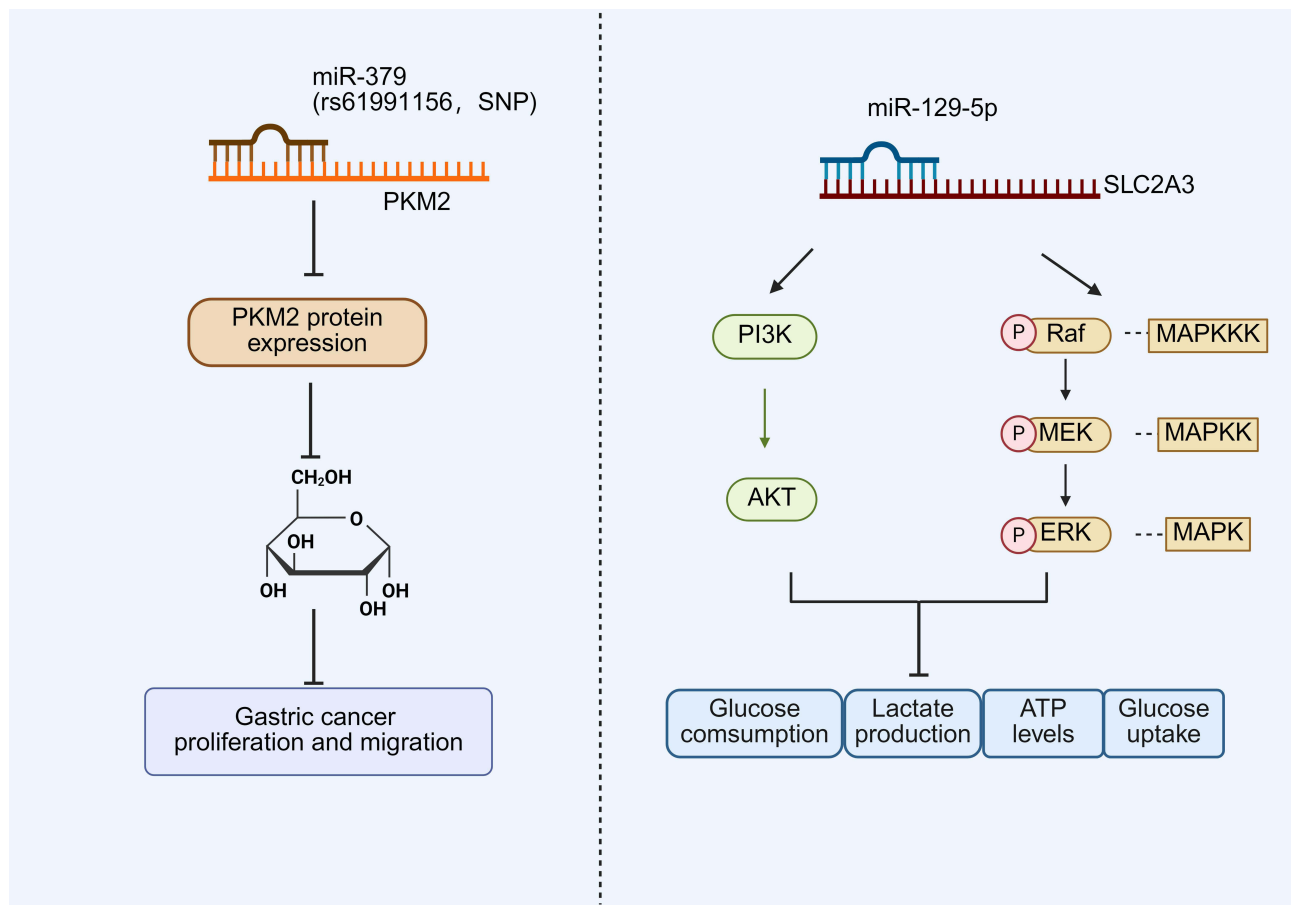 miR-379
(rs61991156，SNP)
PKM2
PKM2 protein
expression
CH₂OH
O
OH
OH
OH
OH
Gastric cancer
proliferation and migration
miR-129-5p
SLC2A3
PI3K
AKT
P
Raf
MAPKKK
P
MEK
MAPKK
P
ERK
MAPK
Glucose
comsumption
Lactate
production
ATP
levels
Glucose
uptake